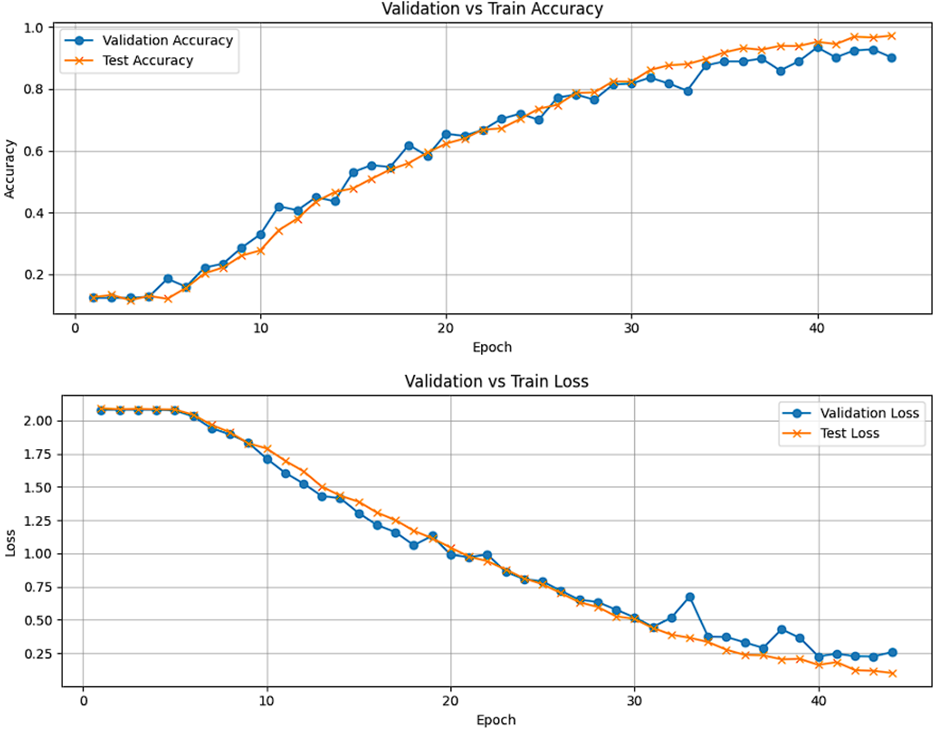 Validation vs Train Accuracy
1.0
0.8
0.6
0.4
0.2
Accuracy
Validation Accuracy
Test Accuracy
0 10 20 30 40
Epoch
Validation vs Train Loss
2.00
1.75
1.50
1.25
1.00
0.75
0.50
0.25
Loss
Validation Loss
Test Loss
0 10 20 30 40
Epoch